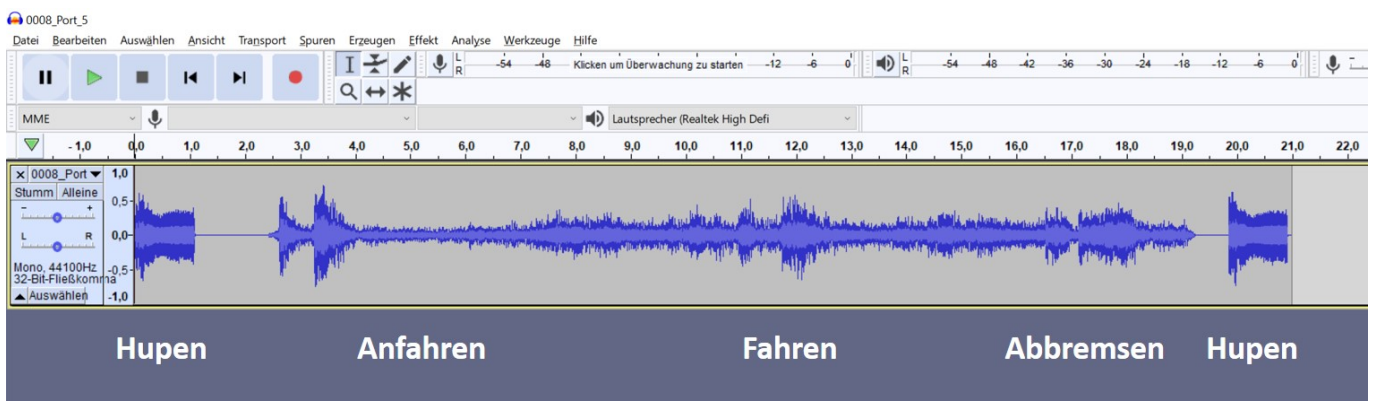 0008_Port_5
Datei Bearbeiten Auswählen Ansicht Transport Spuren Erzeugen Effekt Analyse Werkzeuge Hilfe
L
R
-54 -48 Klicken um Überwachung zu starten -12 -6 0
L
R
-54 -48 -42 -36 -30 -24 -18 -12 -6 0
MME Lautsprecher (Realtek High Defi
-1,0 0,0 1,0 2,0 3,0 4,0 5,0 6,0 7,0 8,0 9,0 10,0 11,0 12,0 13,0 14,0 15,0 16,0 17,0 18,0 19,0 20,0 21,0 22,0
x 0008_Port 1,0
Stumm Alleine
- + 0,5
L R 0,0
Mono, 44100Hz -0,5
32-Bit-Fließkomma
Auswählen -1,0
Hupen Anfahren Fahren Abbremsen Hupen